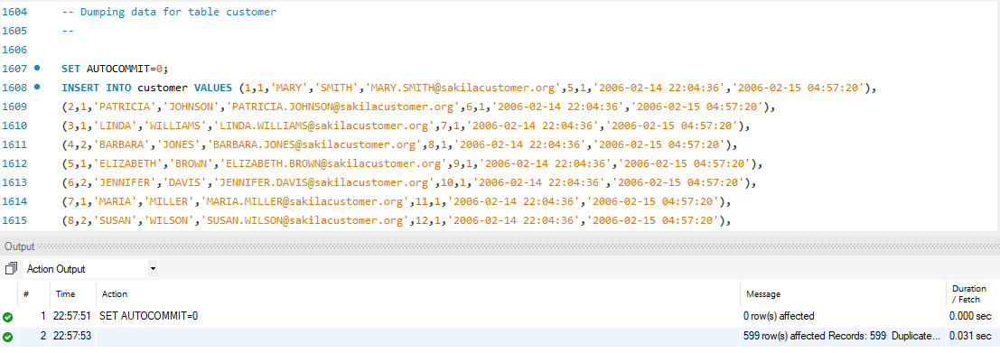 1604 -- Dumping data for table customer
1605 --
1606
1607 SET AUTOCOMMIT=0;
1608 INSERT INTO customer VALUES (1,1,'MARY','SMITH','MARY.SMITH@sakilacustomer.org',5,1,'2006-02-14 22:04:36','2006-02-15 04:57:20'),
1609 (2,1,'PATRICIA','JOHNSON','PATRICIA.JOHNSON@sakilacustomer.org',6,1,'2006-02-14 22:04:36','2006-02-15 04:57:20'),
1610 (3,1,'LINDA','WILLIAMS','LINDA.WILLIAMS@sakilacustomer.org',7,1,'2006-02-14 22:04:36','2006-02-15 04:57:20'),
1611 (4,2,'BARBARA','JONES','BARBARA.JONES@sakilacustomer.org',8,1,'2006-02-14 22:04:36','2006-02-15 04:57:20'),
1612 (5,1,'ELIZABETH','BROWN','ELIZABETH.BROWN@sakilacustomer.org',9,1,'2006-02-14 22:04:36','2006-02-15 04:57:20'),
1613 (6,2,'JENNIFER','DAVIS','JENNIFER.DAVIS@sakilacustomer.org',10,1,'2006-02-14 22:04:36','2006-02-15 04:57:20'),
1614 (7,1,'MARIA','MILLER','MARIA.MILLER@sakilacustomer.org',11,1,'2006-02-14 22:04:36','2006-02-15 04:57:20'),
1615 (8,2,'SUSAN','WILSON','SUSAN.WILSON@sakilacustomer.org',12,1,'2006-02-14 22:04:36','2006-02-15 04:57:20'),
Output
Action Output
# Time Action Message Duration / Fetch
1 22:57:51 SET AUTOCOMMIT=0 0 row(s) affected 0.000 sec
2 22:57:53 599 row(s) affected Records: 599 Duplicate... 0.031 sec